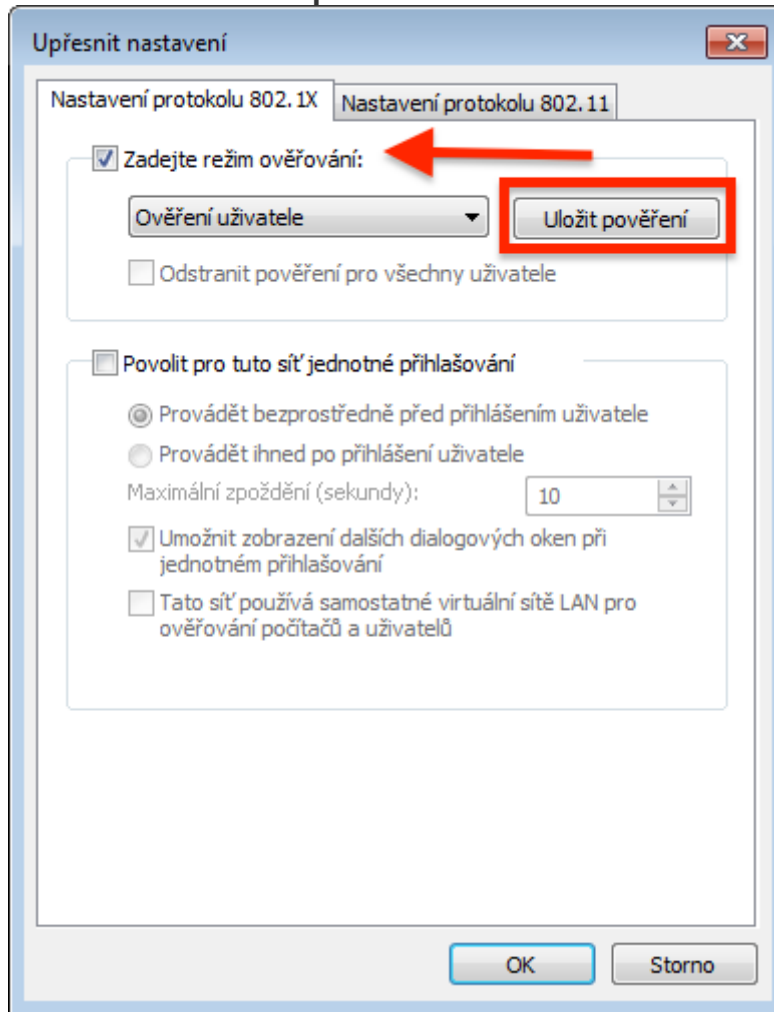 Upřesnit nastavení
Nastavení protokolu 802.1X
Nastavení protokolu 802.11
Zadejte režim ověřování:
Ověření uživatele
Uložit pověření
Odstranit pověření pro všechny uživatele
Povolit pro tuto síť jednotné přihlašování
Provádět bezprostředně před přihlášením uživatele
Provádět ihned po přihlášení uživatele
Maximální zpoždění (sekundy):
10
Umožnit zobrazení dalších dialogových oken při
jednotném přihlašování
Tato síť používá samostatné virtuální sítě LAN pro
ověřování počítačů a uživatelů
OK
Storno